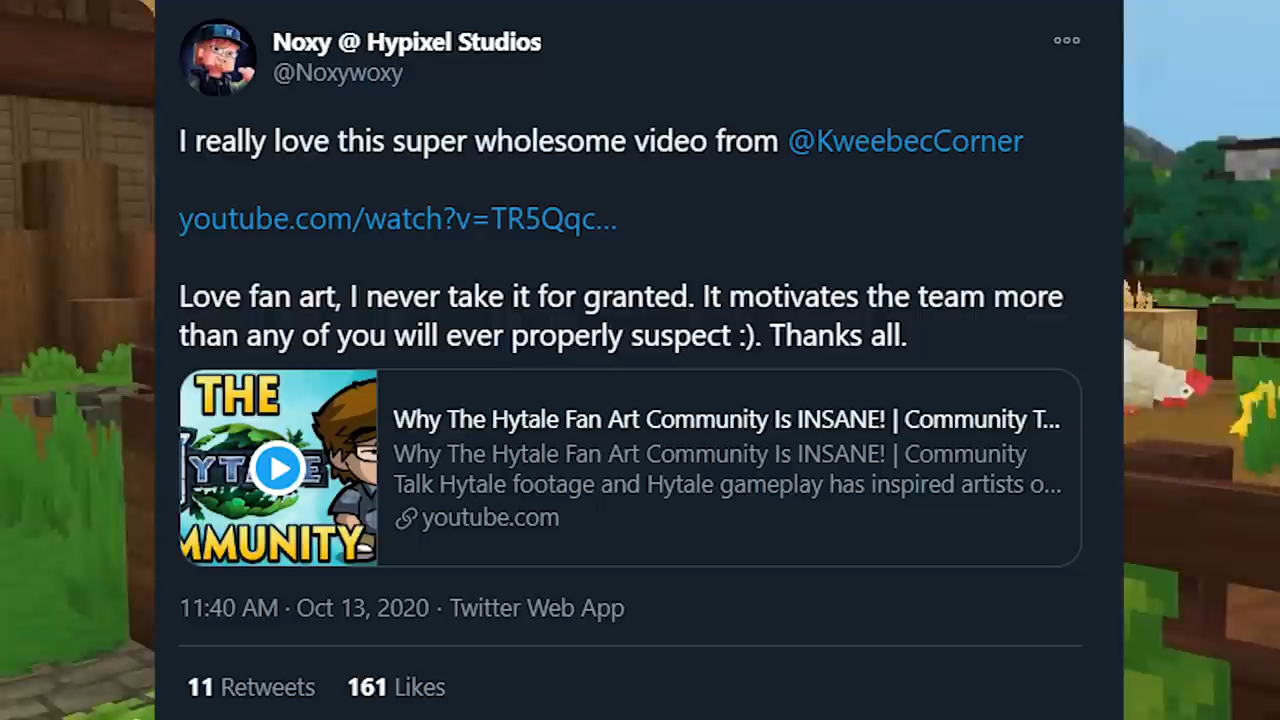 Noxy @ Hypixel Studios
@Noxywoxy
I really love this super wholesome video from @KweebecCorner
youtube.com/watch?v=TR5Qqc...
Love fan art, I never take it for granted. It motivates the team more
than any of you will ever properly suspect :). Thanks all.
THE
YTALE
MMUNITY
Why The Hytale Fan Art Community Is INSANE! | Community T...
Why The Hytale Fan Art Community Is INSANE! | Community
Talk Hytale footage and Hytale gameplay has inspired artists o...
youtube.com
11:40 AM · Oct 13, 2020 · Twitter Web App
11 Retweets 161 Likes